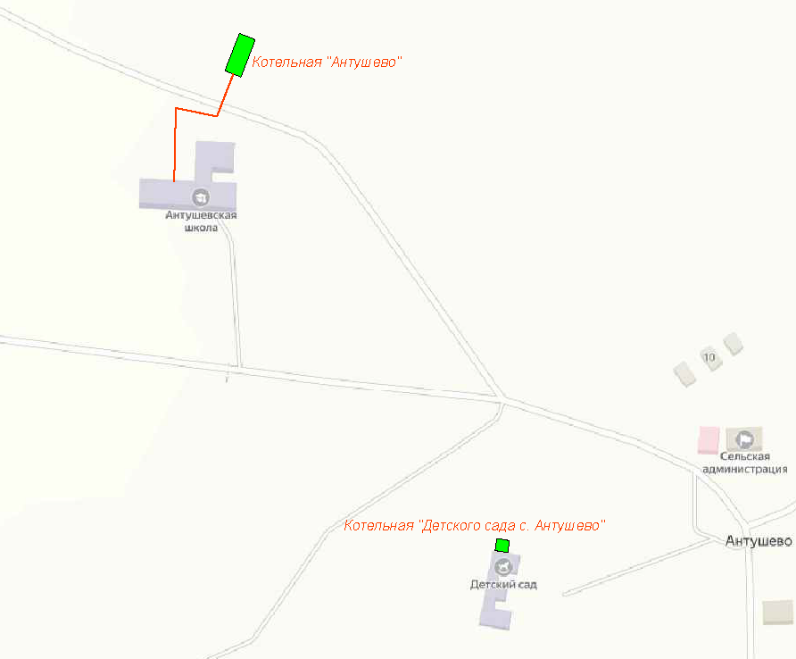 Котельная "Антушево"
Антушевская
школа
10
Сельская
администрация
Котельная "Детского сада с. Антушево"
Антушево
Детский сад